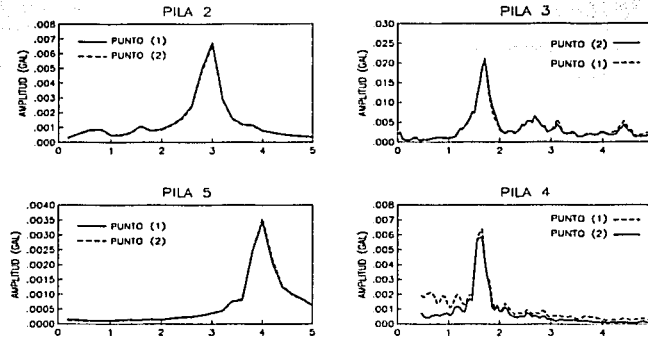 PILA 2
AMPLITUD (GAL)
.008
.007
.006
.005
.003
.002
.001
.000
PUNTO (1)
PUNTO (2)
0 1 2 3 4 5
PILA 3
AMPLITUD (GAL)
.030
.025
.020
.015
.010
.005
.000
PUNTO (2)
PUNTO (1)
0 1 2 3 4
PILA 5
AMPLITUD (GAL)
.0040
.0035
.0030
.0025
.0020
.0015
.0010
.0005
.0000
PUNTO (1)
PUNTO (2)
0 1 2 3 4 5
PILA 4
AMPLITUD (GAL)
.008
.007
.006
.005
.003
.002
.001
.000
PUNTO (1)
PUNTO (2)
0 1 2 3 4